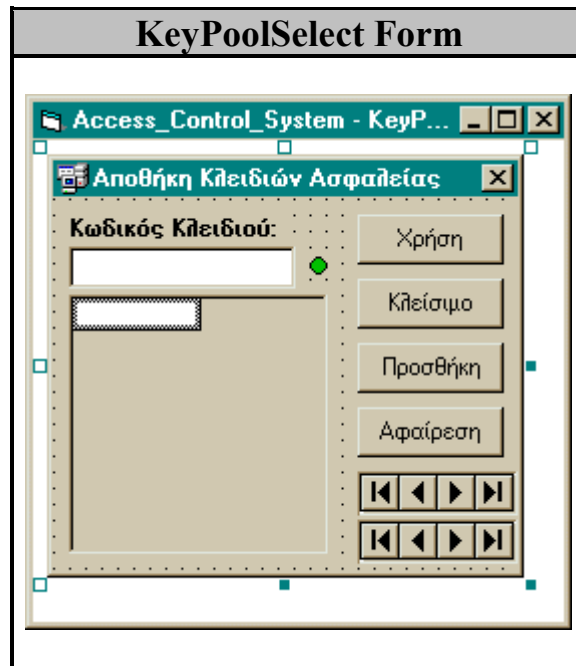 KeyPoolSelect Form
Access_Control_System - KeyP...
Αποθήκη Κλειδιών Ασφαλείας
Κωδικός Κλειδιού:
Χρήση
Κλείσιμο
Προσθήκη
Αφαίρεση